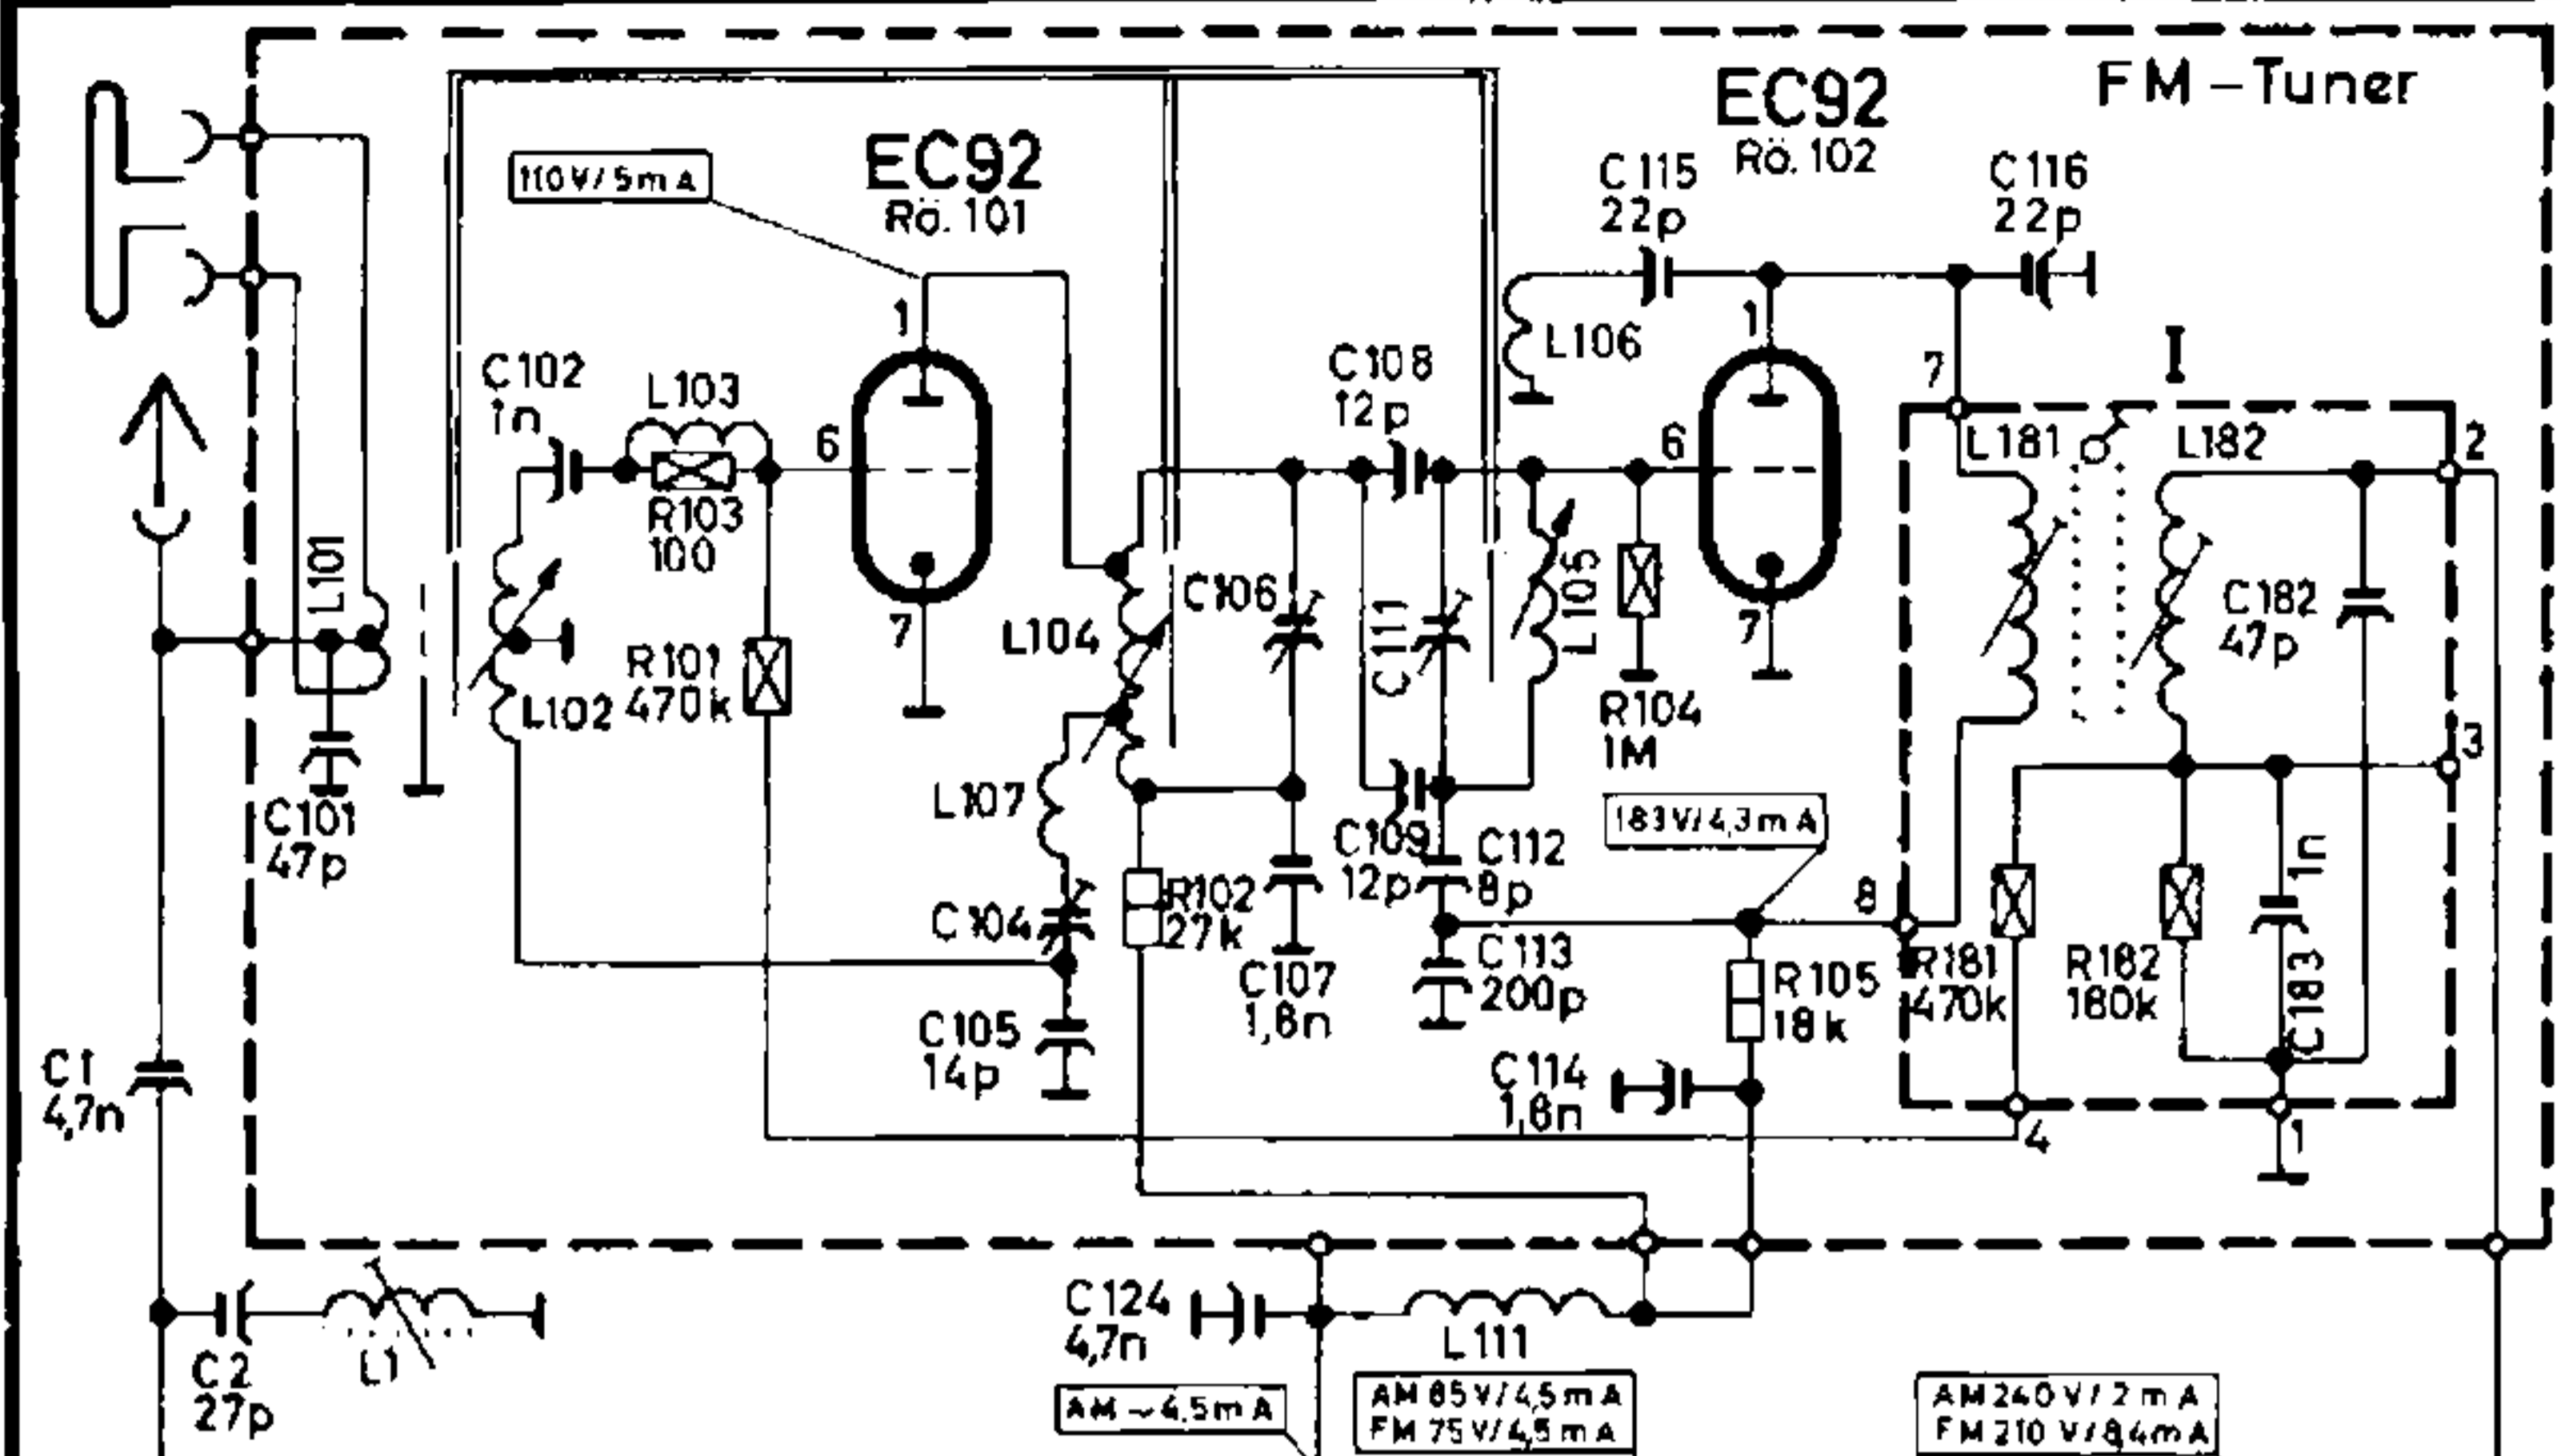 FM-Tuner
EC92
Rö. 102
EC92
Rö. 101
110V/5mA
C115
22p
C116
22p
L106
7
I
1
1
C102
1n
L103
6
R103
100
C108
12p
6
L181
L182
2
L101
L102
R101
470k
7
L104
C106
C111
L105
7
R104
1M
C182
47p
3
C101
47p
L107
C109
12p
C112
8p
183V/4,3mA
8
1n
C104
R102
27k
C107
C113
200p
R105
18k
R181
470k
R182
180k
C183
C105
14p
C1
4,7n
C114
4
1
C2
27p
L1
C124
4,7n
L111
AM ~4,5mA
AM 85V/4,5mA
FM 75V/4,5mA
AM 240V/2mA
FM 210V/8,4mA